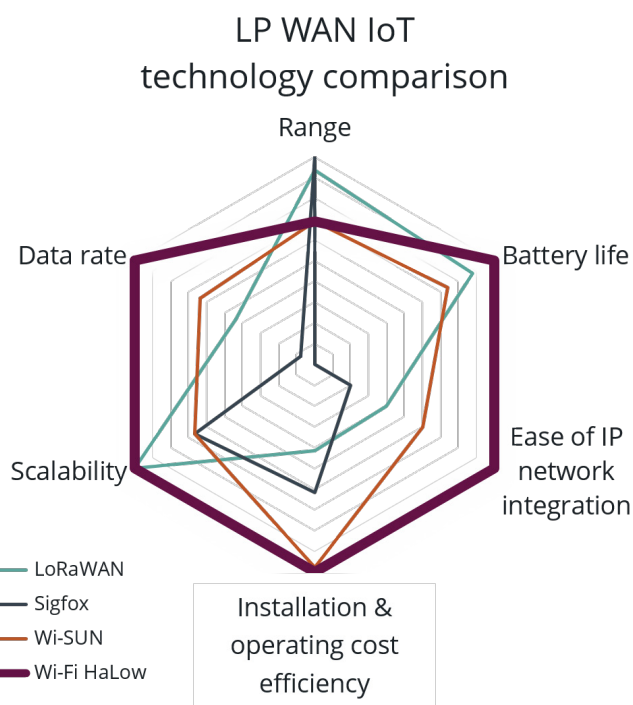 LP WAN IoT
technology comparison
Range
Data rate
Battery life
Scalability
Ease of IP
network
integration
LoRaWAN
Sigfox
Wi-SUN
Wi-Fi HaLow
Installation &
operating cost
efficiency